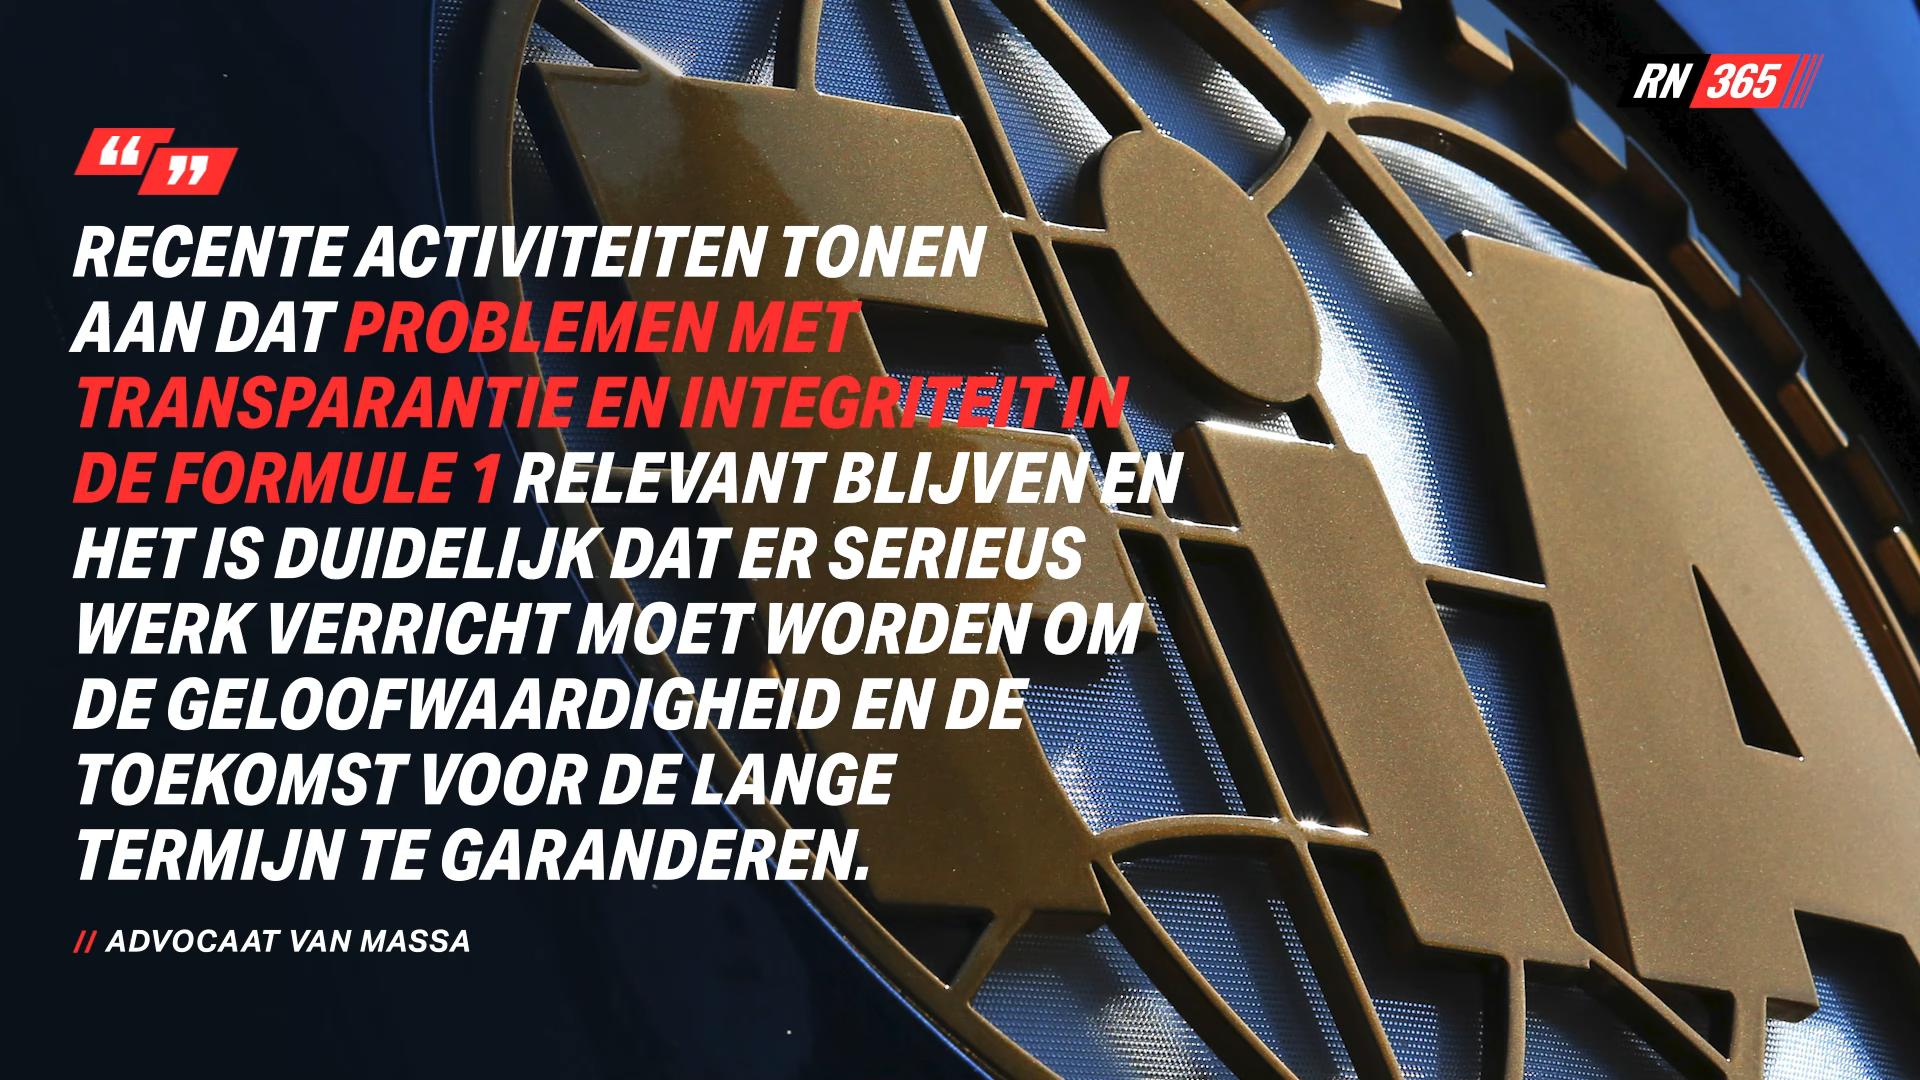 RN 365
“ ”
RECENTE ACTIVITEITEN TONEN
AAN DAT PROBLEMEN MET
TRANSPARANTIE EN INTEGRITEIT IN
DE FORMULE 1 RELEVANT BLIJVEN EN
HET IS DUIDELIJK DAT ER SERIEUS
WERK VERRICHT MOET WORDEN OM
DE GELOOFWAARDIGHEID EN DE
TOEKOMST VOOR DE LANGE
TERMIJN TE GARANDEREN.
// ADVOCAAT VAN MASSA
FiA